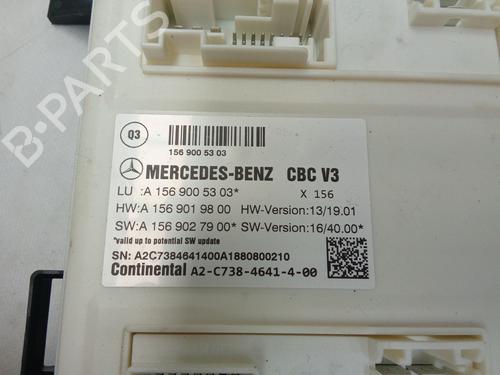 B-PARTS
Q3
156 900 53 03
MERCEDES-BENZ CBC V3
LU :A 156 900 53 03* X 156
HW:A 156 901 98 00 HW-Version:13/19.01
SW:A 156 902 79 00* SW-Version:16/40.00*
*valid up to potential SW update
SN: A2C7384641400A1880800210
Continental A2-C738-4641-4-00